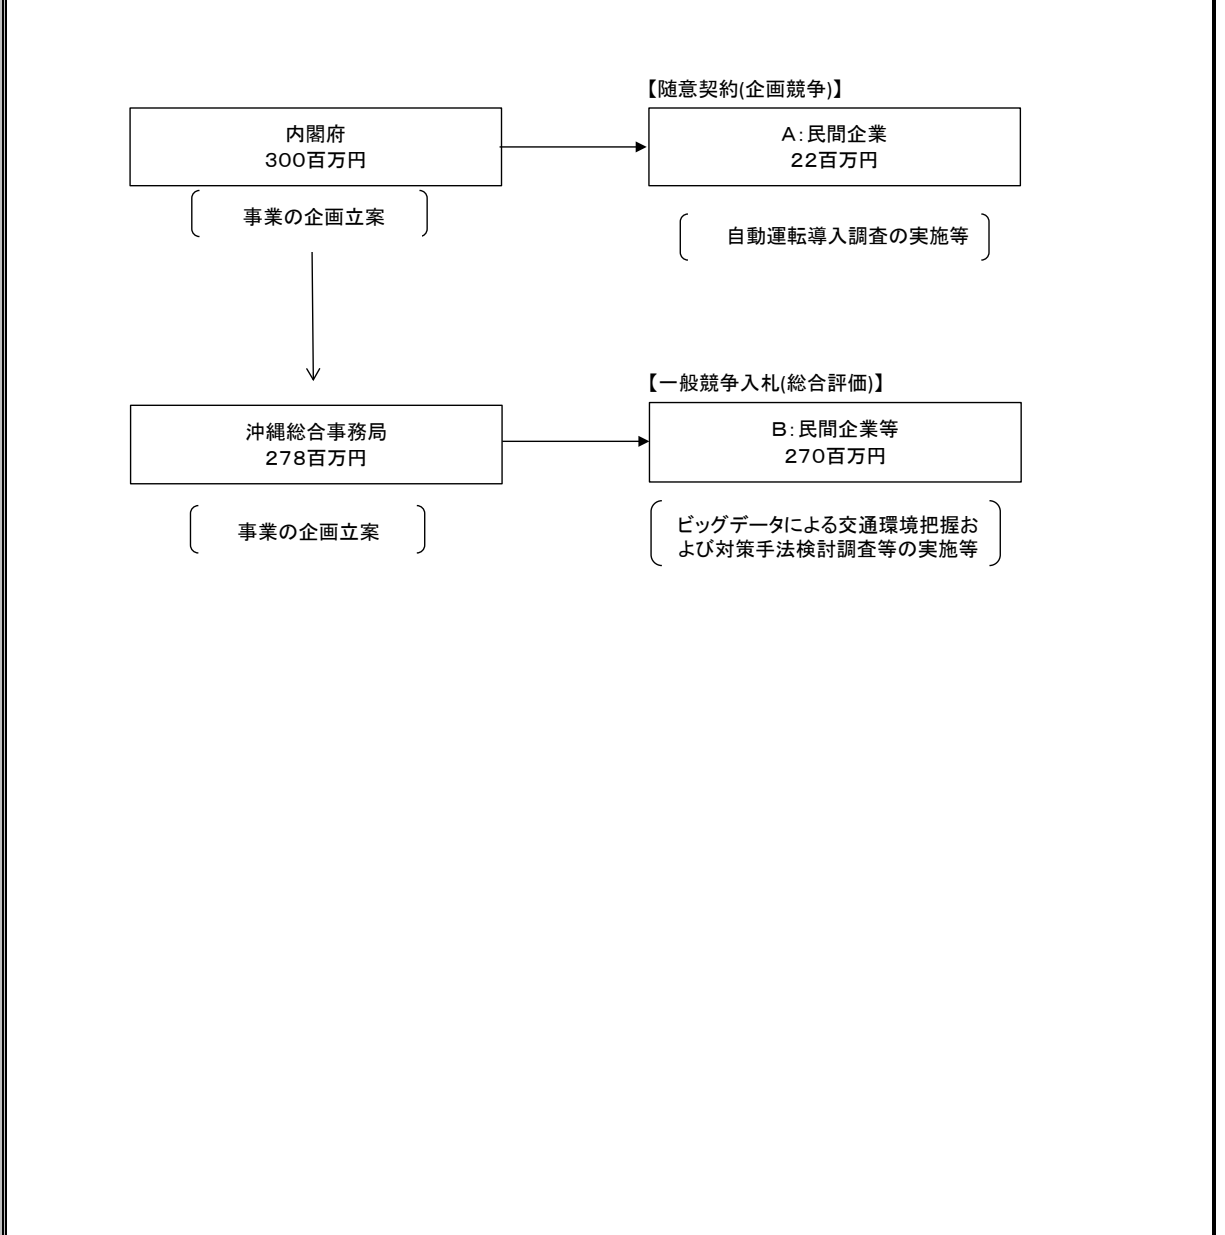 【随意契約(企画競争)】
内閣府
300百万円
A:民間企業
22百万円
事業の企画立案
自動運転導入調査の実施等
【一般競争入札(総合評価)】
沖縄総合事務局
278百万円
B:民間企業等
270百万円
事業の企画立案
ビッグデータによる交通環境把握お
よび対策手法検討調査等の実施等